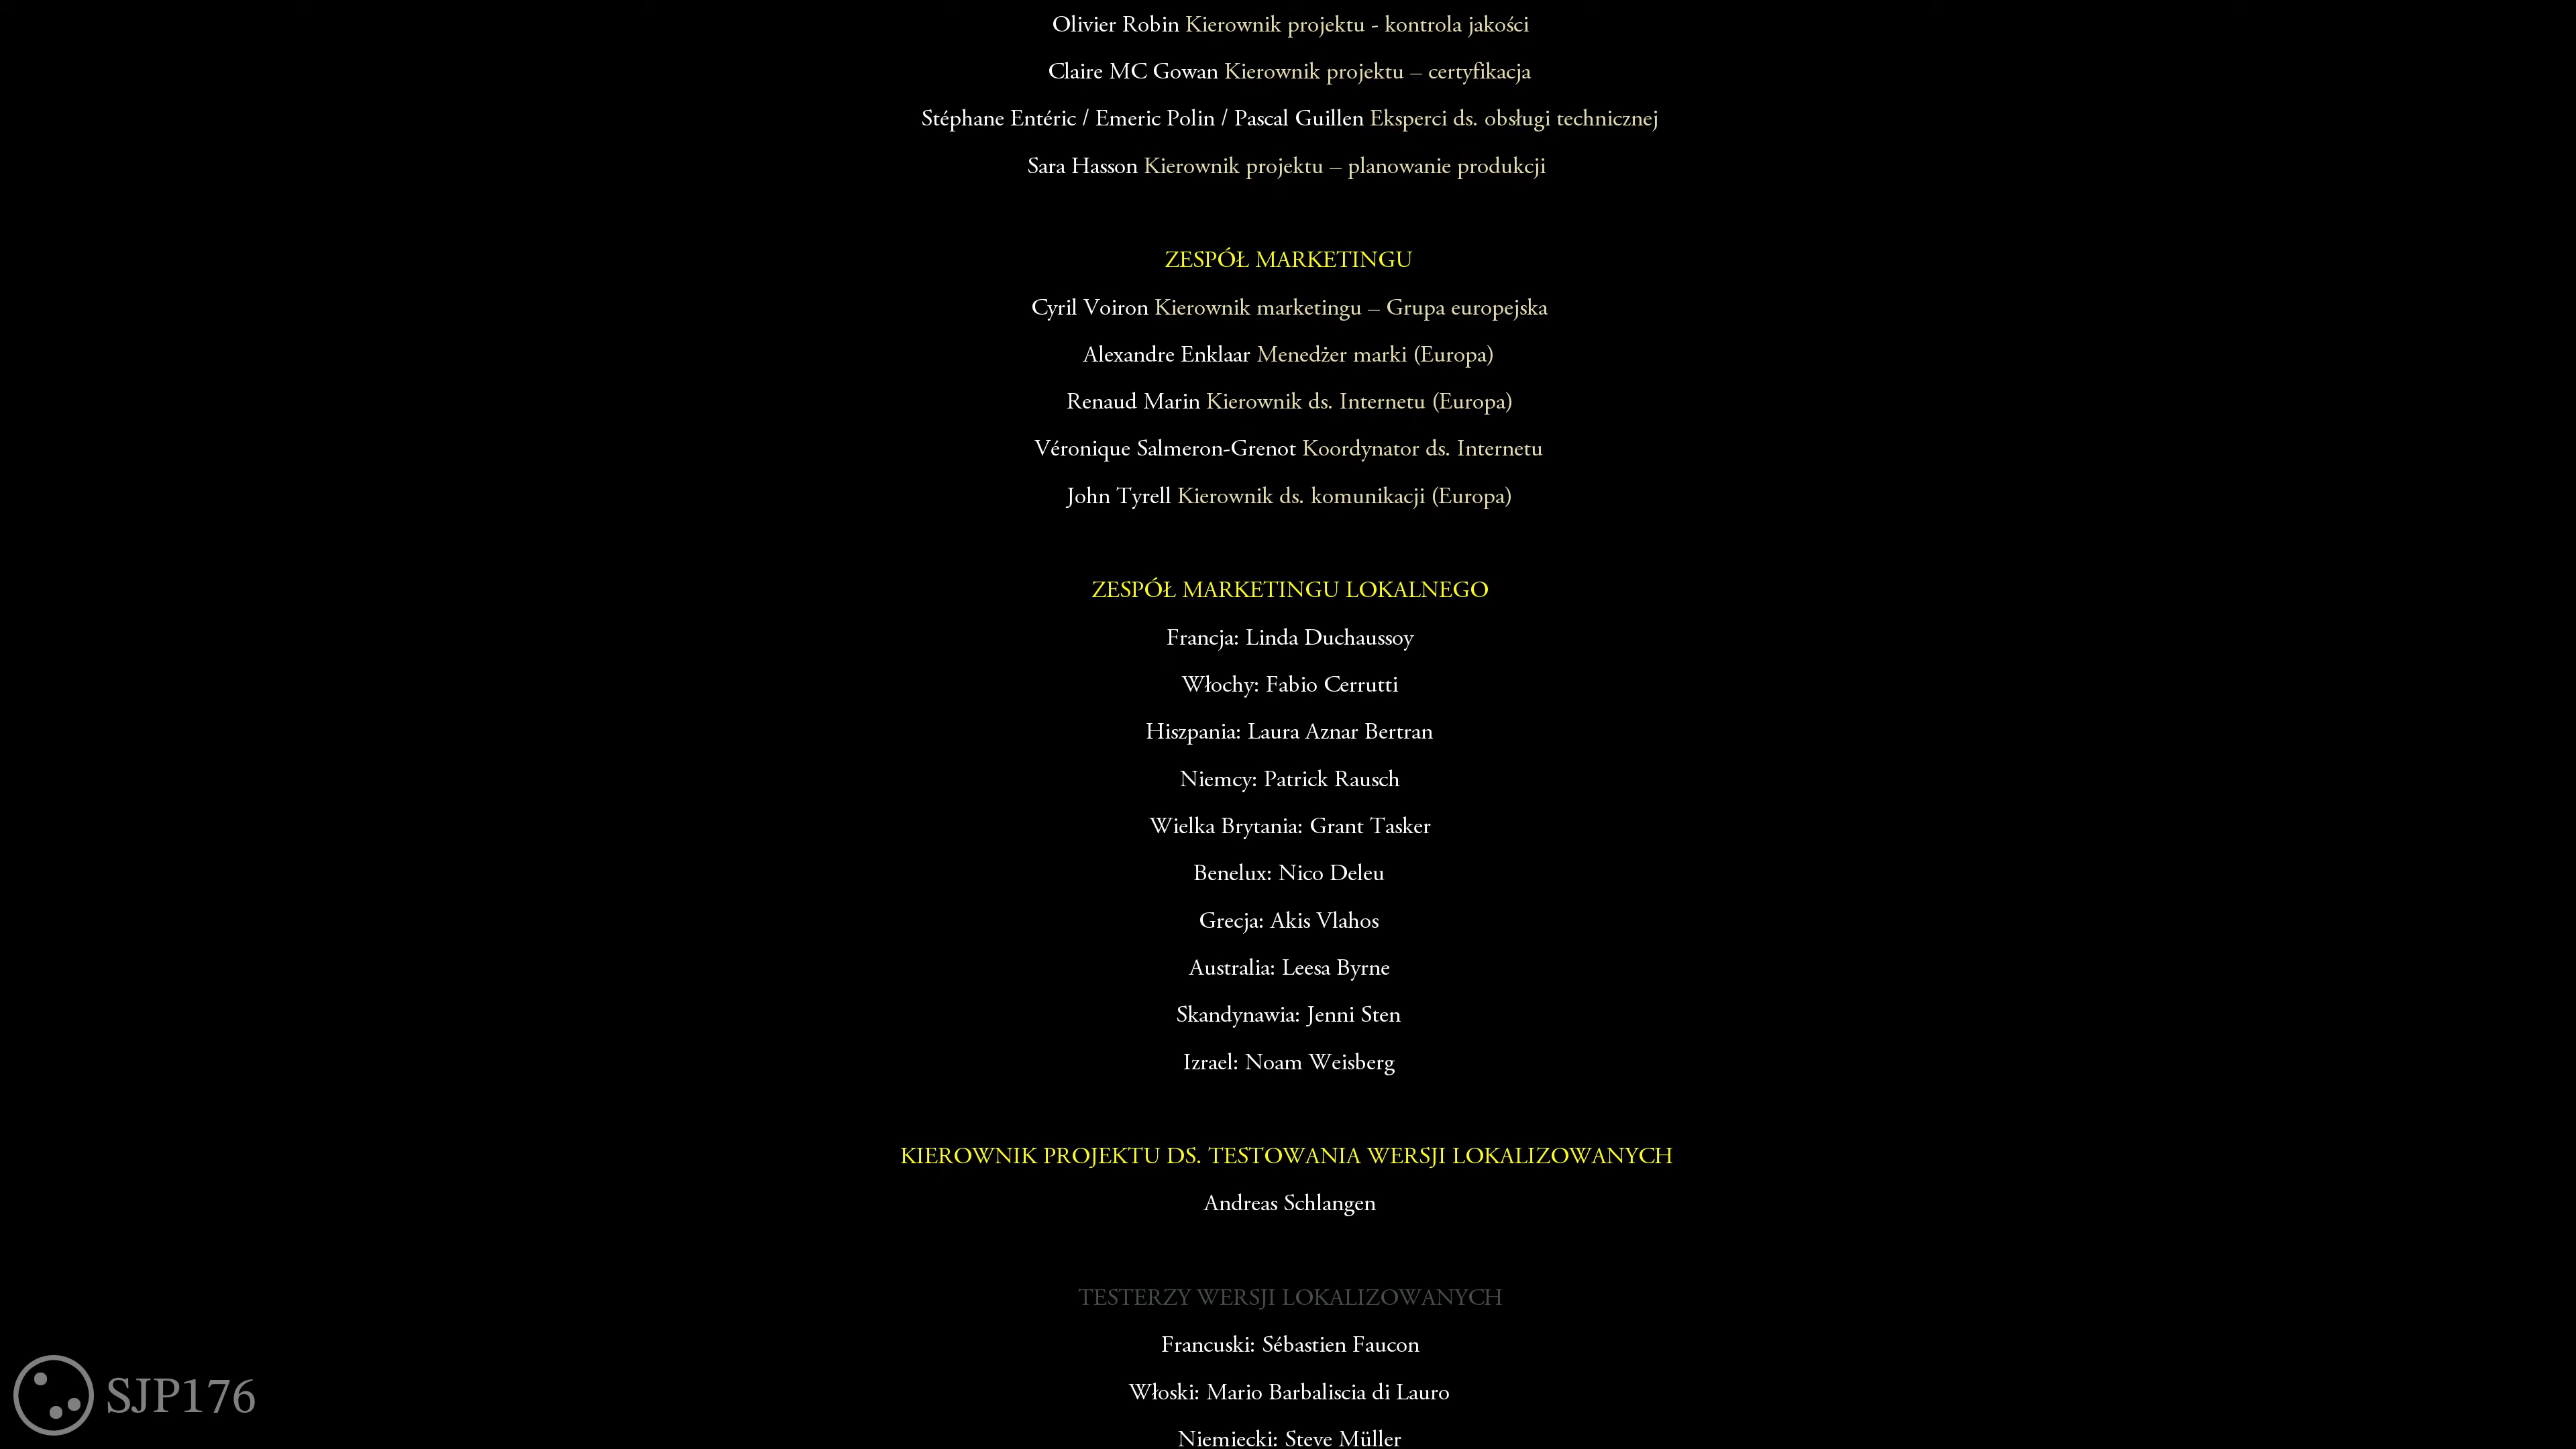 Olivier Robin Kierownik projektu - kontrola jakości
Claire MC Gowan Kierownik projektu – certyfikacja
Stéphane Entéric / Emeric Polin / Pascal Guillen Eksperci ds. obsługi technicznej
Sara Hasson Kierownik projektu – planowanie produkcji
ZESPÓŁ MARKETINGU
Cyril Voiron Kierownik marketingu – Grupa europejska
Alexandre Enklaar Menedżer marki (Europa)
Renaud Marin Kierownik ds. Internetu (Europa)
Véronique Salmeron-Grenot Koordynator ds. Internetu
John Tyrell Kierownik ds. komunikacji (Europa)
ZESPÓŁ MARKETINGU LOKALNEGO
Francja: Linda Duchaussoy
Włochy: Fabio Cerrutti
Hiszpania: Laura Aznar Bertran
Niemcy: Patrick Rausch
Wielka Brytania: Grant Tasker
Benelux: Nico Deleu
Grecja: Akis Vlahos
Australia: Leesa Byrne
Skandynawia: Jenni Sten
Izrael: Noam Weisberg
KIEROWNIK PROJEKTU DS. TESTOWANIA WERSJI LOKALIZOWANYCH
Andreas Schlangen
TESTERZY WERSJI LOKALIZOWANYCH
Francuski: Sébastien Faucon
Włoski: Mario Barbaliscia di Lauro
Niemiecki: Steve Müller
SJP176